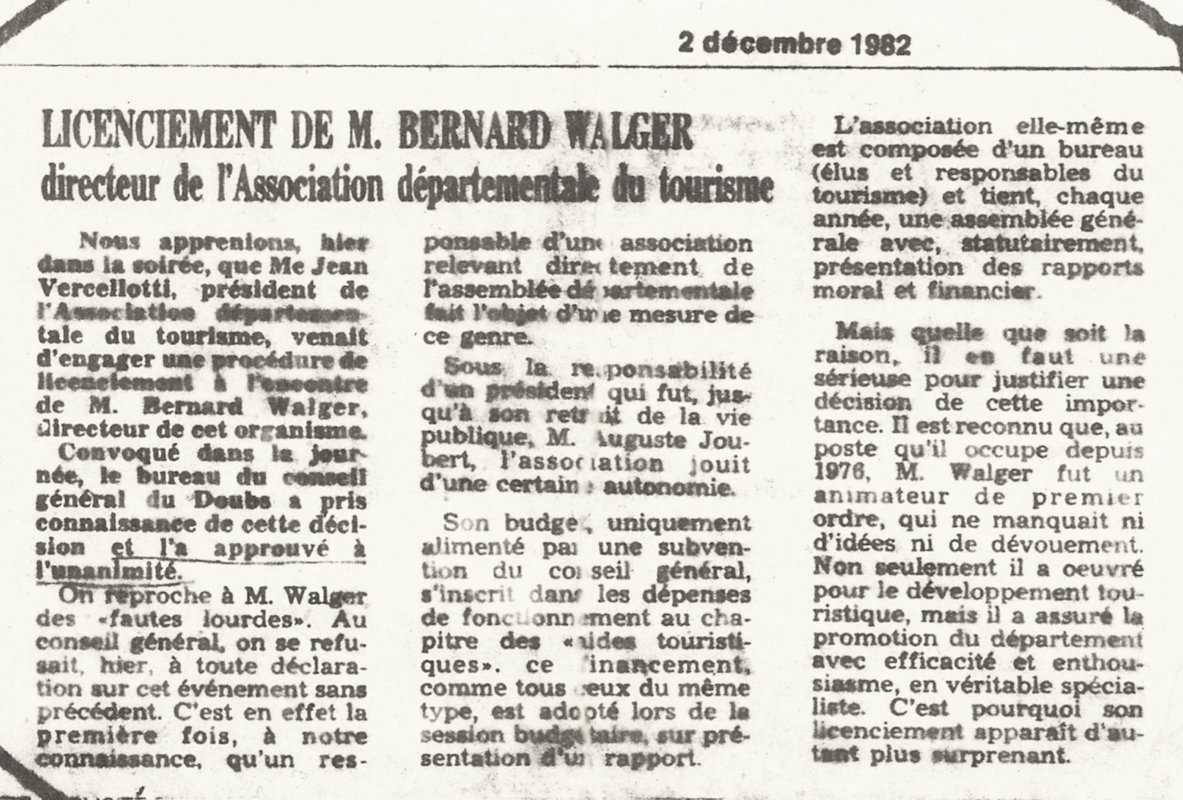 2 décembre 1982
LICENCIEMENT DE M. BERNARD WALGER
directeur de l'Association départementale du tourisme
Nous apprenions, hier
dans la soirée, que Me Jean
Vercellotti, président de
l'Association départemen-
tale du tourisme, venait
d'engager une procédure de
licenciement à l'encontre
de M. Bernard Walger,
directeur de cet organisme.
Convoqué dans la jour-
née, le bureau du conseil
général du Doubs a pris
connaissance de cette déci-
sion et l'a approuvé à
l'unanimité.
On reproche à M. Walger
des «fautes lourdes». Au
conseil général, on se refu-
sait, hier, à toute déclara-
tion sur cet événement sans
précédent. C'est en effet la
première fois, à notre
connaissance, qu'un res-
ponsable d'une association
relevant directement de
l'assemblée départementale
fait l'objet d'une mesure de
ce genre.
Sous la responsabilité
d'un président qui fut, jus-
qu'à son retrait de la vie
publique, M. Auguste Jou-
bert, l'association jouit
d'une certaine autonomie.
Son budget, uniquement
alimenté par une subven-
tion du conseil général,
s'inscrit dans les dépenses
de fonctionnement au cha-
pitre des «aides touristi-
ques». ce financement,
comme tous ceux du même
type, est adopté lors de la
session budgétaire, sur pré-
sentation d'un rapport.
L'association elle-même
est composée d'un bureau
(élus et responsables du
tourisme) et tient, chaque
année, une assemblée géné-
rale avec, statutairement,
présentation des rapports
moral et financier.
Mais quelle que soit la
raison, il en faut une
sérieuse pour justifier une
décision de cette impor-
tance. Il est reconnu que, au
poste qu'il occupe depuis
1976, M. Walger fut un
animateur de premier
ordre, qui ne manquait ni
d'idées ni de dévouement.
Non seulement il a oeuvré
pour le développement tou-
ristique, mais il a assuré la
promotion du département
avec efficacité et enthou-
siasme, en véritable spécia-
liste. C'est pourquoi son
licenciement apparaît d'au-
tant plus surprenant.